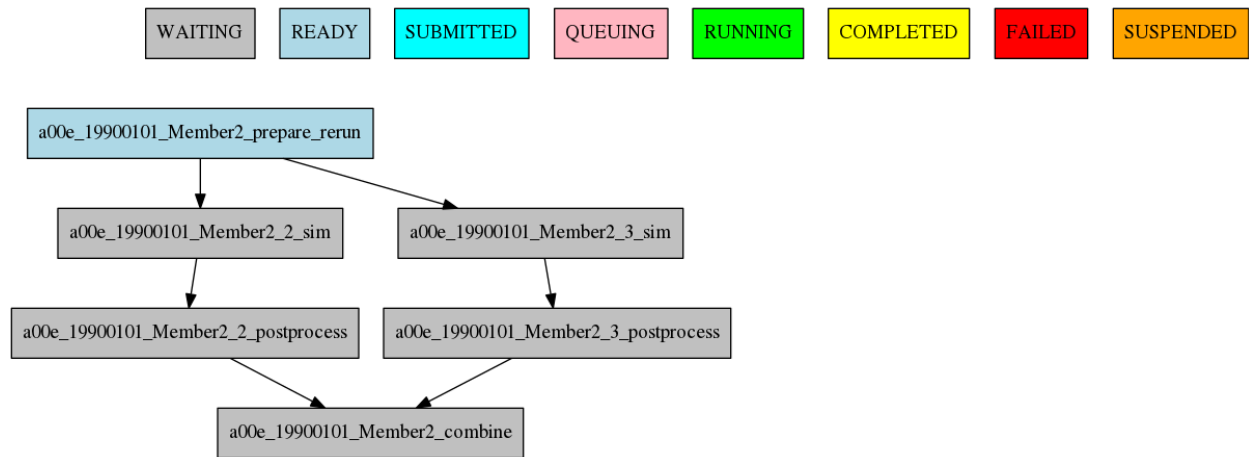 WAITING READY SUBMITTED QUEUING RUNNING COMPLETED FAILED SUSPENDED
a00e_19900101_Member2_prepare_rerun
a00e_19900101_Member2_2_sim a00e_19900101_Member2_3_sim
a00e_19900101_Member2_2_postprocess a00e_19900101_Member2_3_postprocess
a00e_19900101_Member2_combine